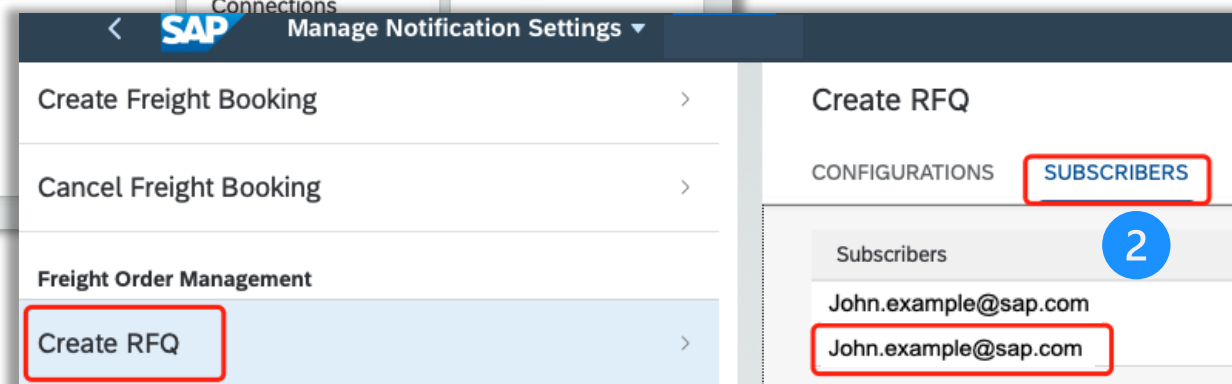 Connections
SAP Manage Notification Settings
Create Freight Booking
Cancel Freight Booking
Freight Order Management
Create RFQ
Create RFQ
CONFIGURATIONS SUBSCRIBERS
2
Subscribers
John.example@sap.com
John.example@sap.com